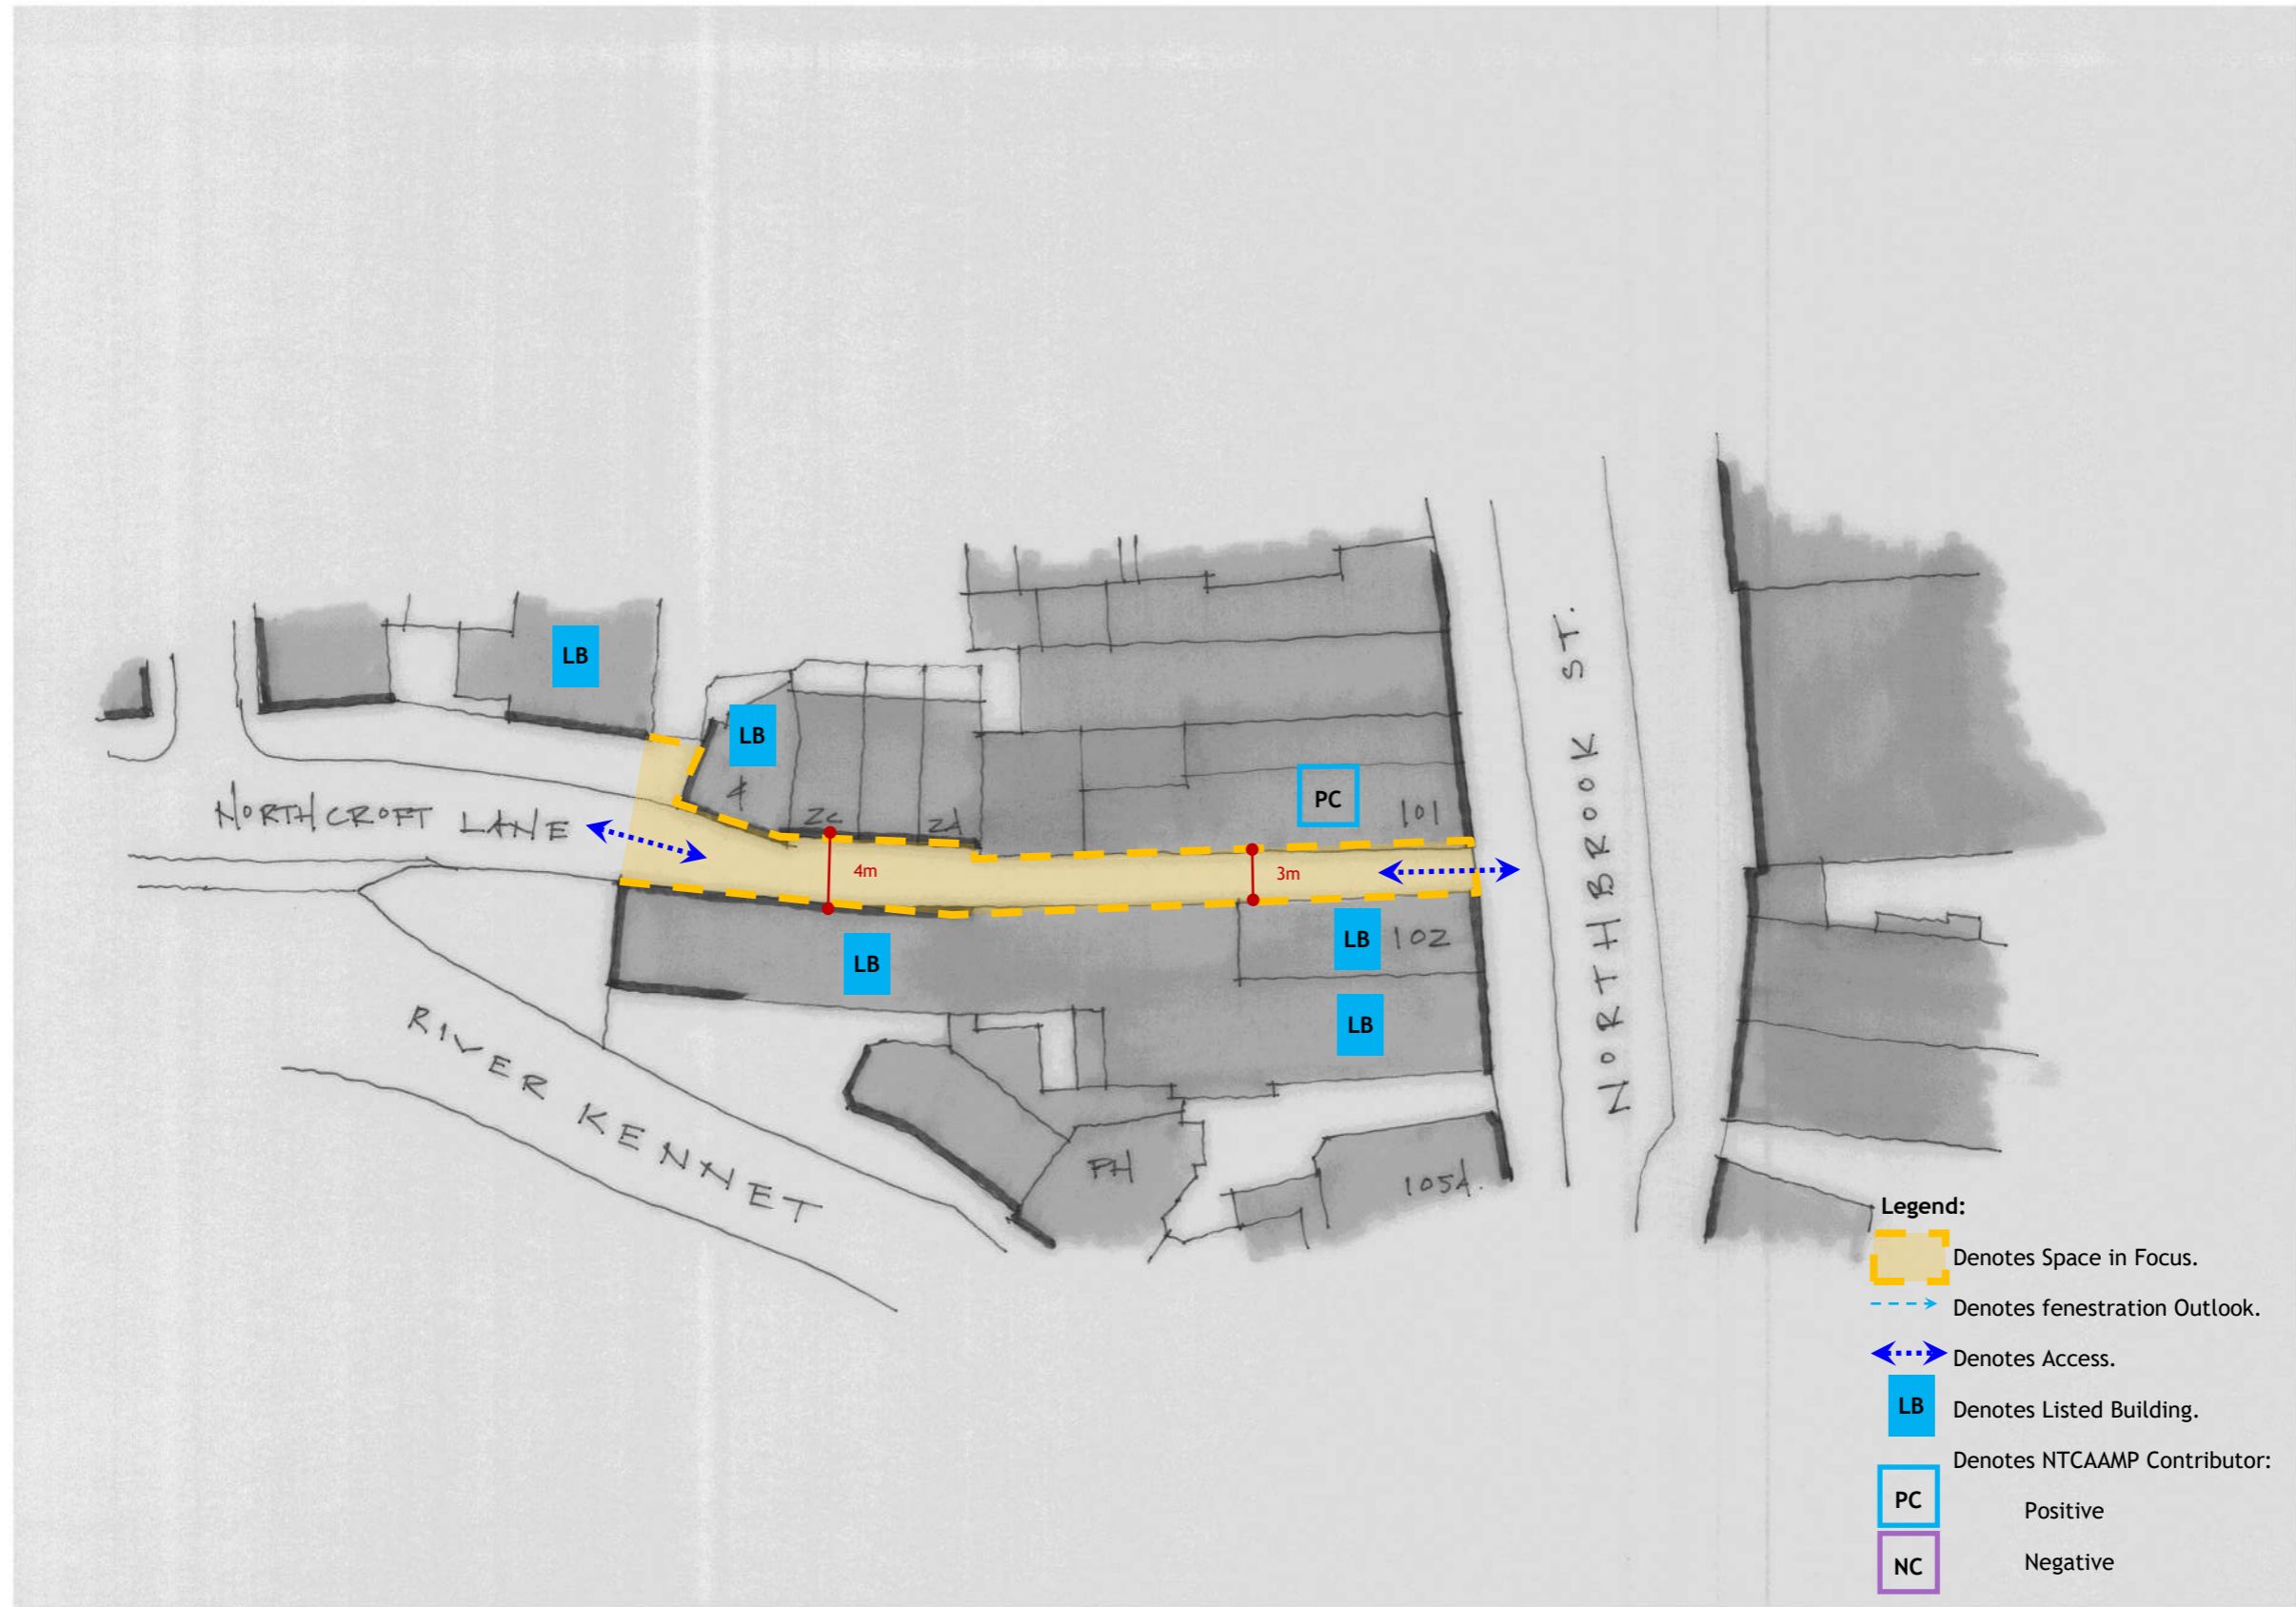 NORTHBROOK ST.
LB
LB
PC
101
4
2c
2d
NORTHCROFT LANE
4m
3m
LB
102
LB
LB
RIVER KENNET
PH
105A.
Legend:
Denotes Space in Focus.
Denotes fenestration Outlook.
Denotes Access.
LB
Denotes Listed Building.
Denotes NTCAAMP Contributor:
PC
Positive
NC
Negative